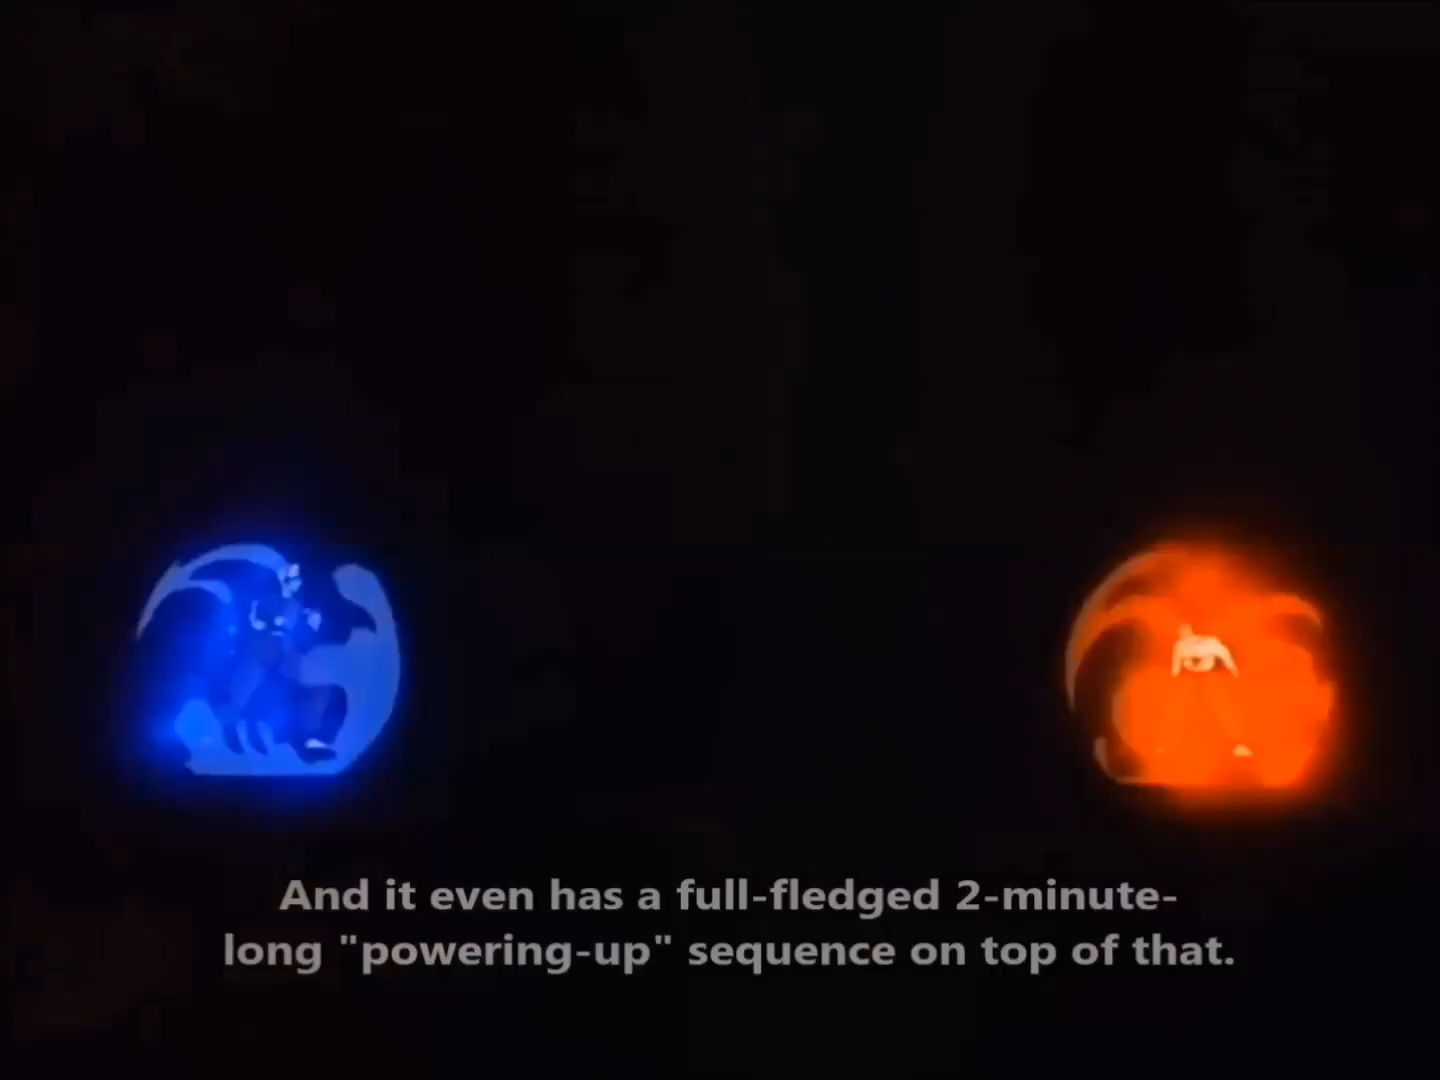 And it even has a full-fledged 2-minute-
long "powering-up" sequence on top of that.